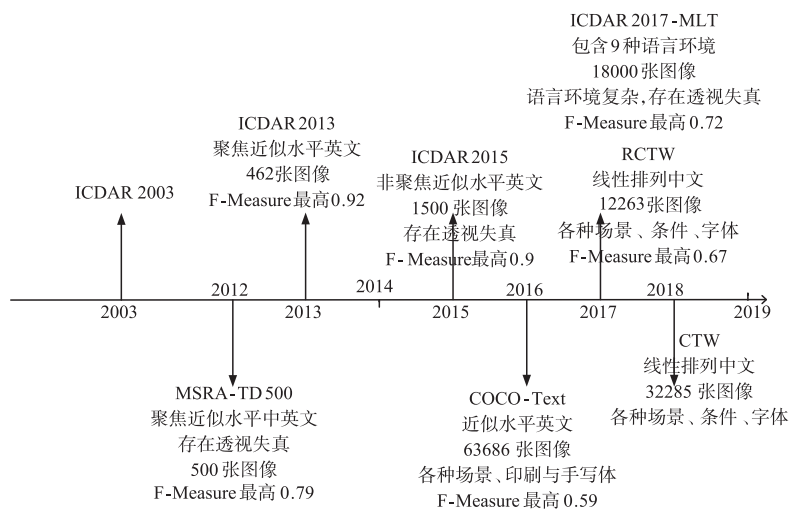 ICDAR 2017-MLT
包含9种语言环境
18000张图像
语言环境复杂,存在透视失真
F-Measure最高0.72
ICDAR2013
聚焦近似水平英文
462张图像
F-Measure最高0.92
ICDAR2015
非聚焦近似水平英文
1500张图像
存在透视失真
F-Measure最高0.9
RCTW
线性排列中文
12263张图像
各种场景、条件、字体
F-Measure最高0.67
ICDAR 2003
2003
2012
2013
2014
2015
2016
2017
2018
2019
MSRA-TD500
聚焦近似水平中英文
存在透视失真
500张图像
F-Measure最高0.79
COCO-Text
近似水平英文
63686张图像
各种场景、印刷与手写体
F-Measure最高0.59
CTW
线性排列中文
32285张图像
各种场景、条件、字体